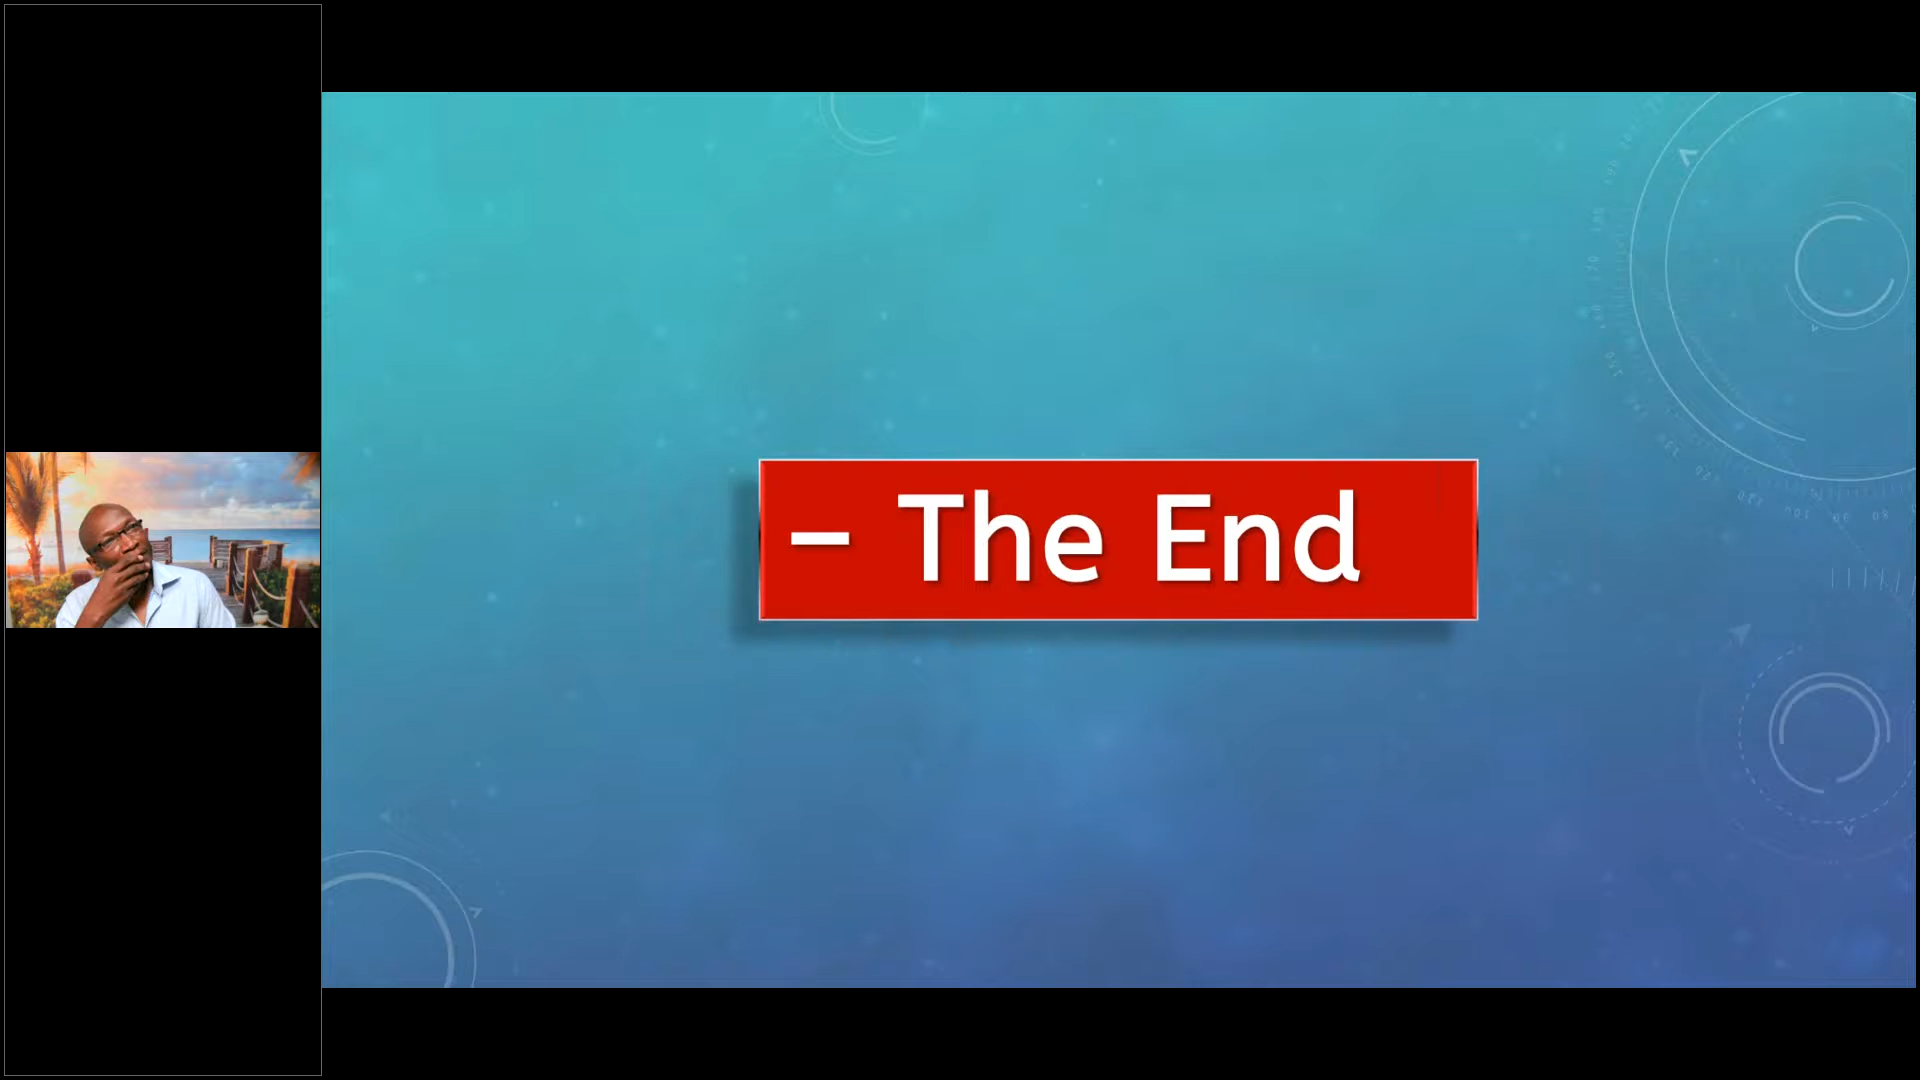 – The End